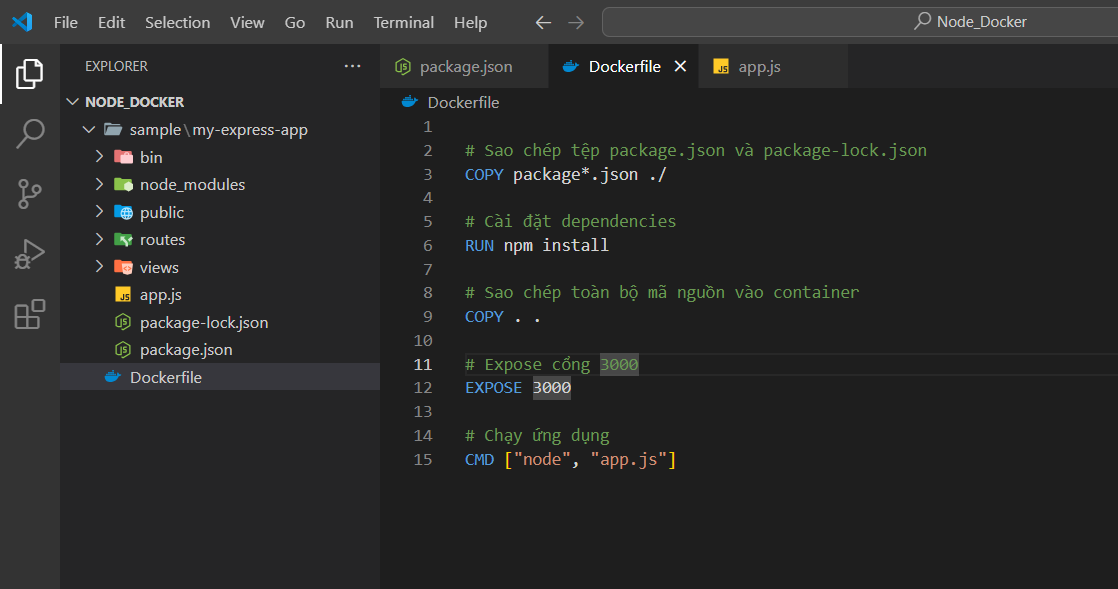 File Edit Selection View Go Run Terminal Help Node_Docker
EXPLORER
NODE_DOCKER
sample\my-express-app
bin
node_modules
public
routes
views
JS app.js
package-lock.json
package.json
Dockerfile
package.json Dockerfile JS app.js
Dockerfile
1
2 # Sao chép tệp package.json và package-lock.json
3 COPY package*.json ./
4
5 # Cài đặt dependencies
6 RUN npm install
7
8 # Sao chép toàn bộ mã nguồn vào container
9 COPY . .
10
11 # Expose cổng 3000
12 EXPOSE 3000
13
14 # Chạy ứng dụng
15 CMD ["node", "app.js"]